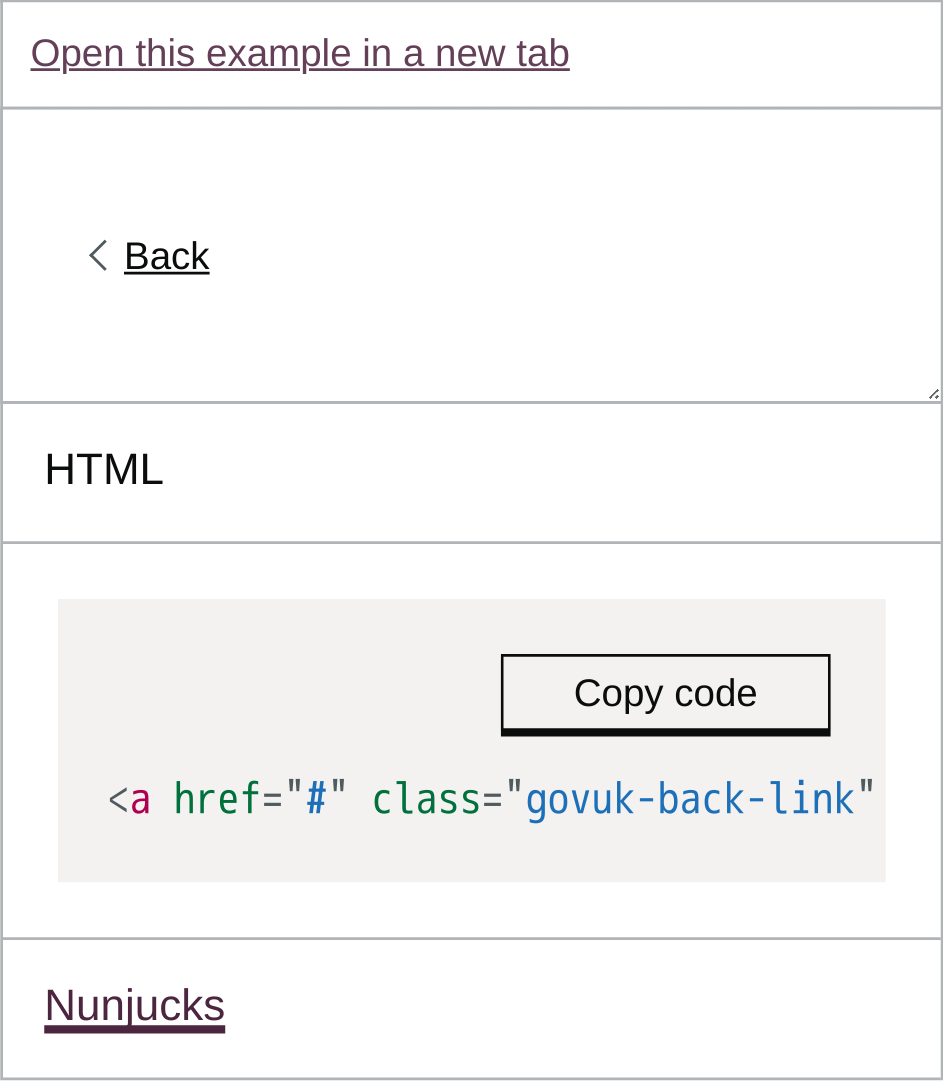 Open this example in a new tab
Back
HTML
Copy code
<a href="#" class="govuk-back-link"
Nunjucks